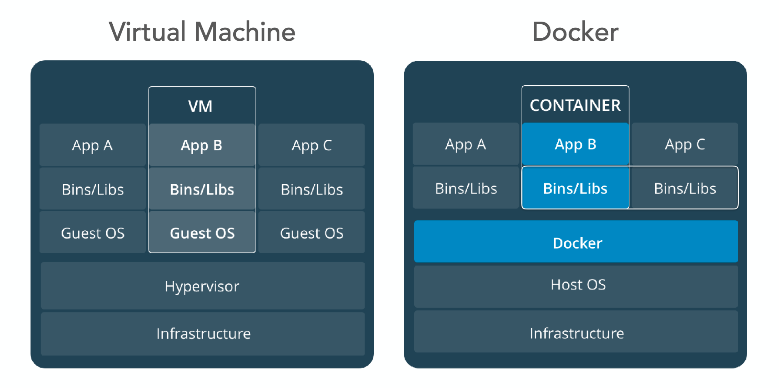 Virtual Machine
VM
App A App B App C
Bins/Libs Bins/Libs Bins/Libs
Guest OS Guest OS Guest OS
Hypervisor
Infrastructure
Docker
CONTAINER
App A App B App C
Bins/Libs Bins/Libs Bins/Libs
Docker
Host OS
Infrastructure